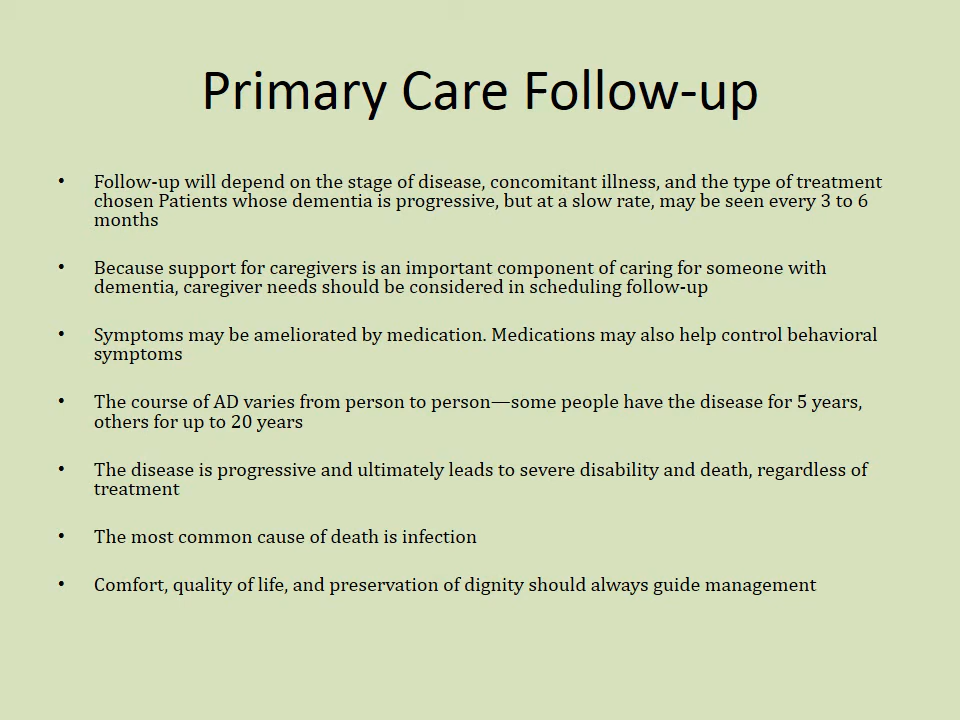 Primary Care Follow-up
• Follow-up will depend on the stage of disease, concomitant illness, and the type of treatment
chosen Patients whose dementia is progressive, but at a slow rate, may be seen every 3 to 6
months
• Because support for caregivers is an important component of caring for someone with
dementia, caregiver needs should be considered in scheduling follow-up
• Symptoms may be ameliorated by medication. Medications may also help control behavioral
symptoms
• The course of AD varies from person to person—some people have the disease for 5 years,
others for up to 20 years
• The disease is progressive and ultimately leads to severe disability and death, regardless of
treatment
• The most common cause of death is infection
• Comfort, quality of life, and preservation of dignity should always guide management